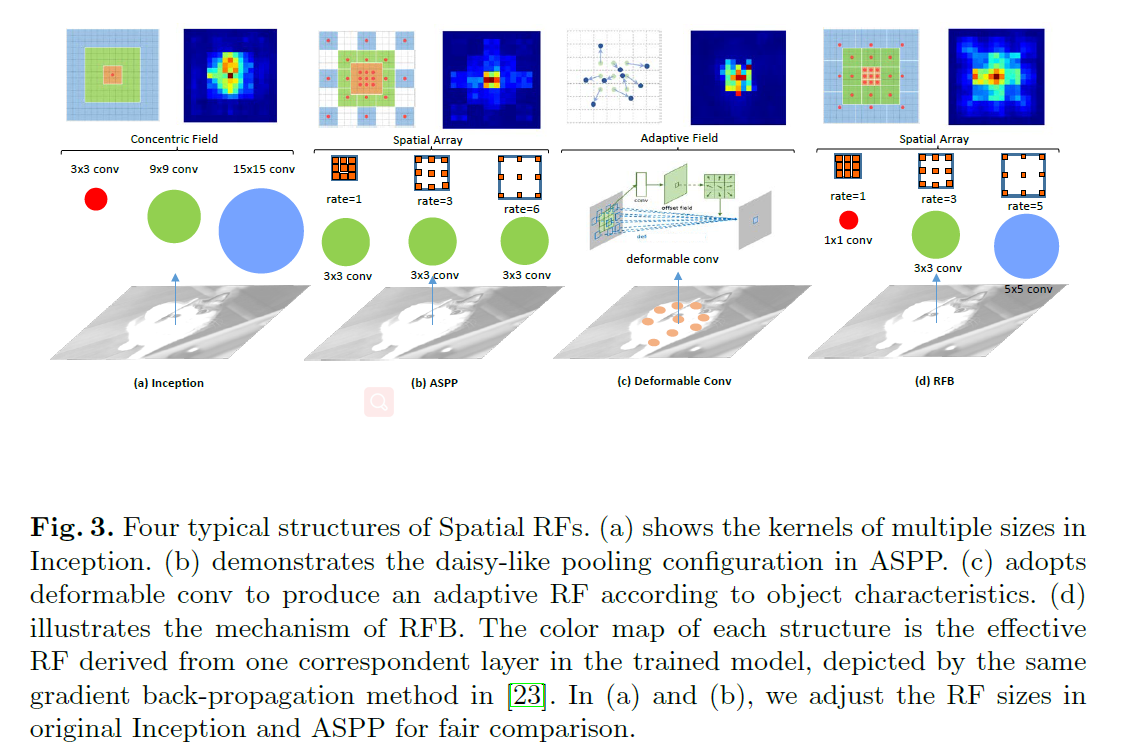 Concentric Field
Spatial Array
Adaptive Field
Spatial Array
3x3 conv 9x9 conv 15x15 conv
rate=1 rate=3 rate=6
3x3 conv 3x3 conv 3x3 conv
conv
offset field
deformable conv
rate=1 rate=3 rate=5
1x1 conv
3x3 conv
5x5 conv
(a) Inception
(b) ASPP
(c) Deformable Conv
(d) RFB
Fig. 3. Four typical structures of Spatial RFs. (a) shows the kernels of multiple sizes in
Inception. (b) demonstrates the daisy-like pooling configuration in ASPP. (c) adopts
deformable conv to produce an adaptive RF according to object characteristics. (d)
illustrates the mechanism of RFB. The color map of each structure is the effective
RF derived from one correspondent layer in the trained model, depicted by the same
gradient back-propagation method in [23]. In (a) and (b), we adjust the RF sizes in
original Inception and ASPP for fair comparison.